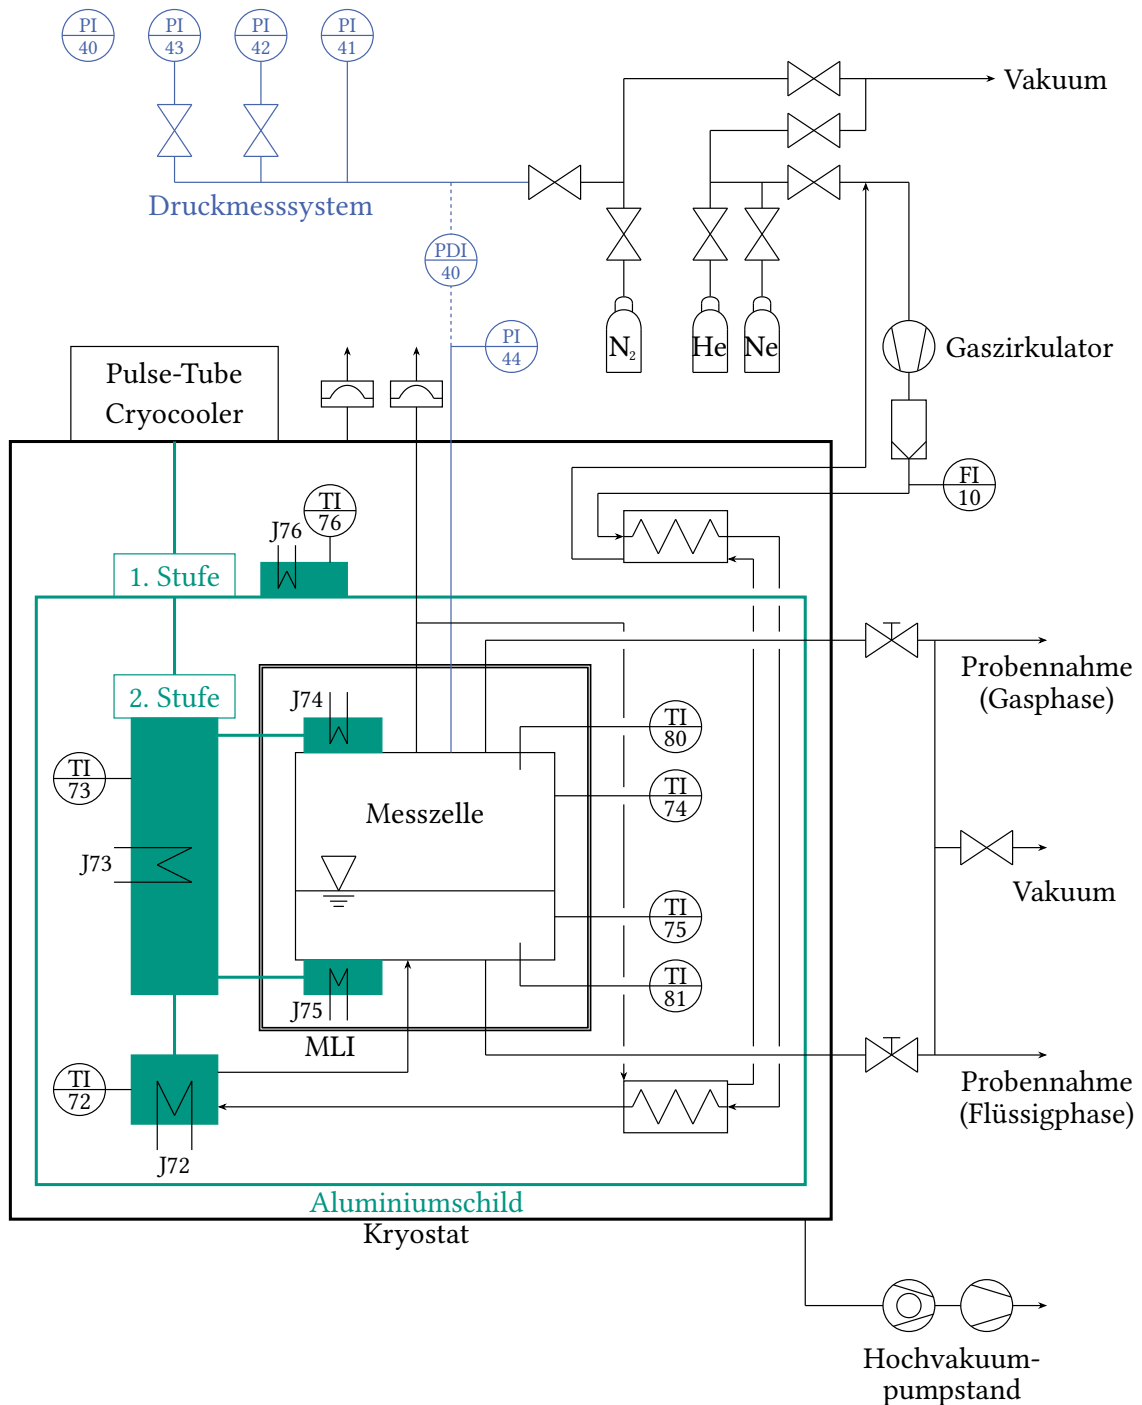 PI
40
PI
43
PI
42
PI
41
Vakuum
Druckmesssystem
PDI
40
PI
44
N₂
He
Ne
Gaszirkulator
Pulse-Tube
Cryocooler
FI
10
TI
76
J76
1. Stufe
2. Stufe
J74
TI
80
Probennahme
(Gasphase)
TI
73
TI
74
Messzelle
J73
Vakuum
TI
75
TI
81
J75
MLI
TI
72
J72
Probennahme
(Flüssigphase)
Aluminiumschild
Kryostat
Hochvakuum-
pumpstand